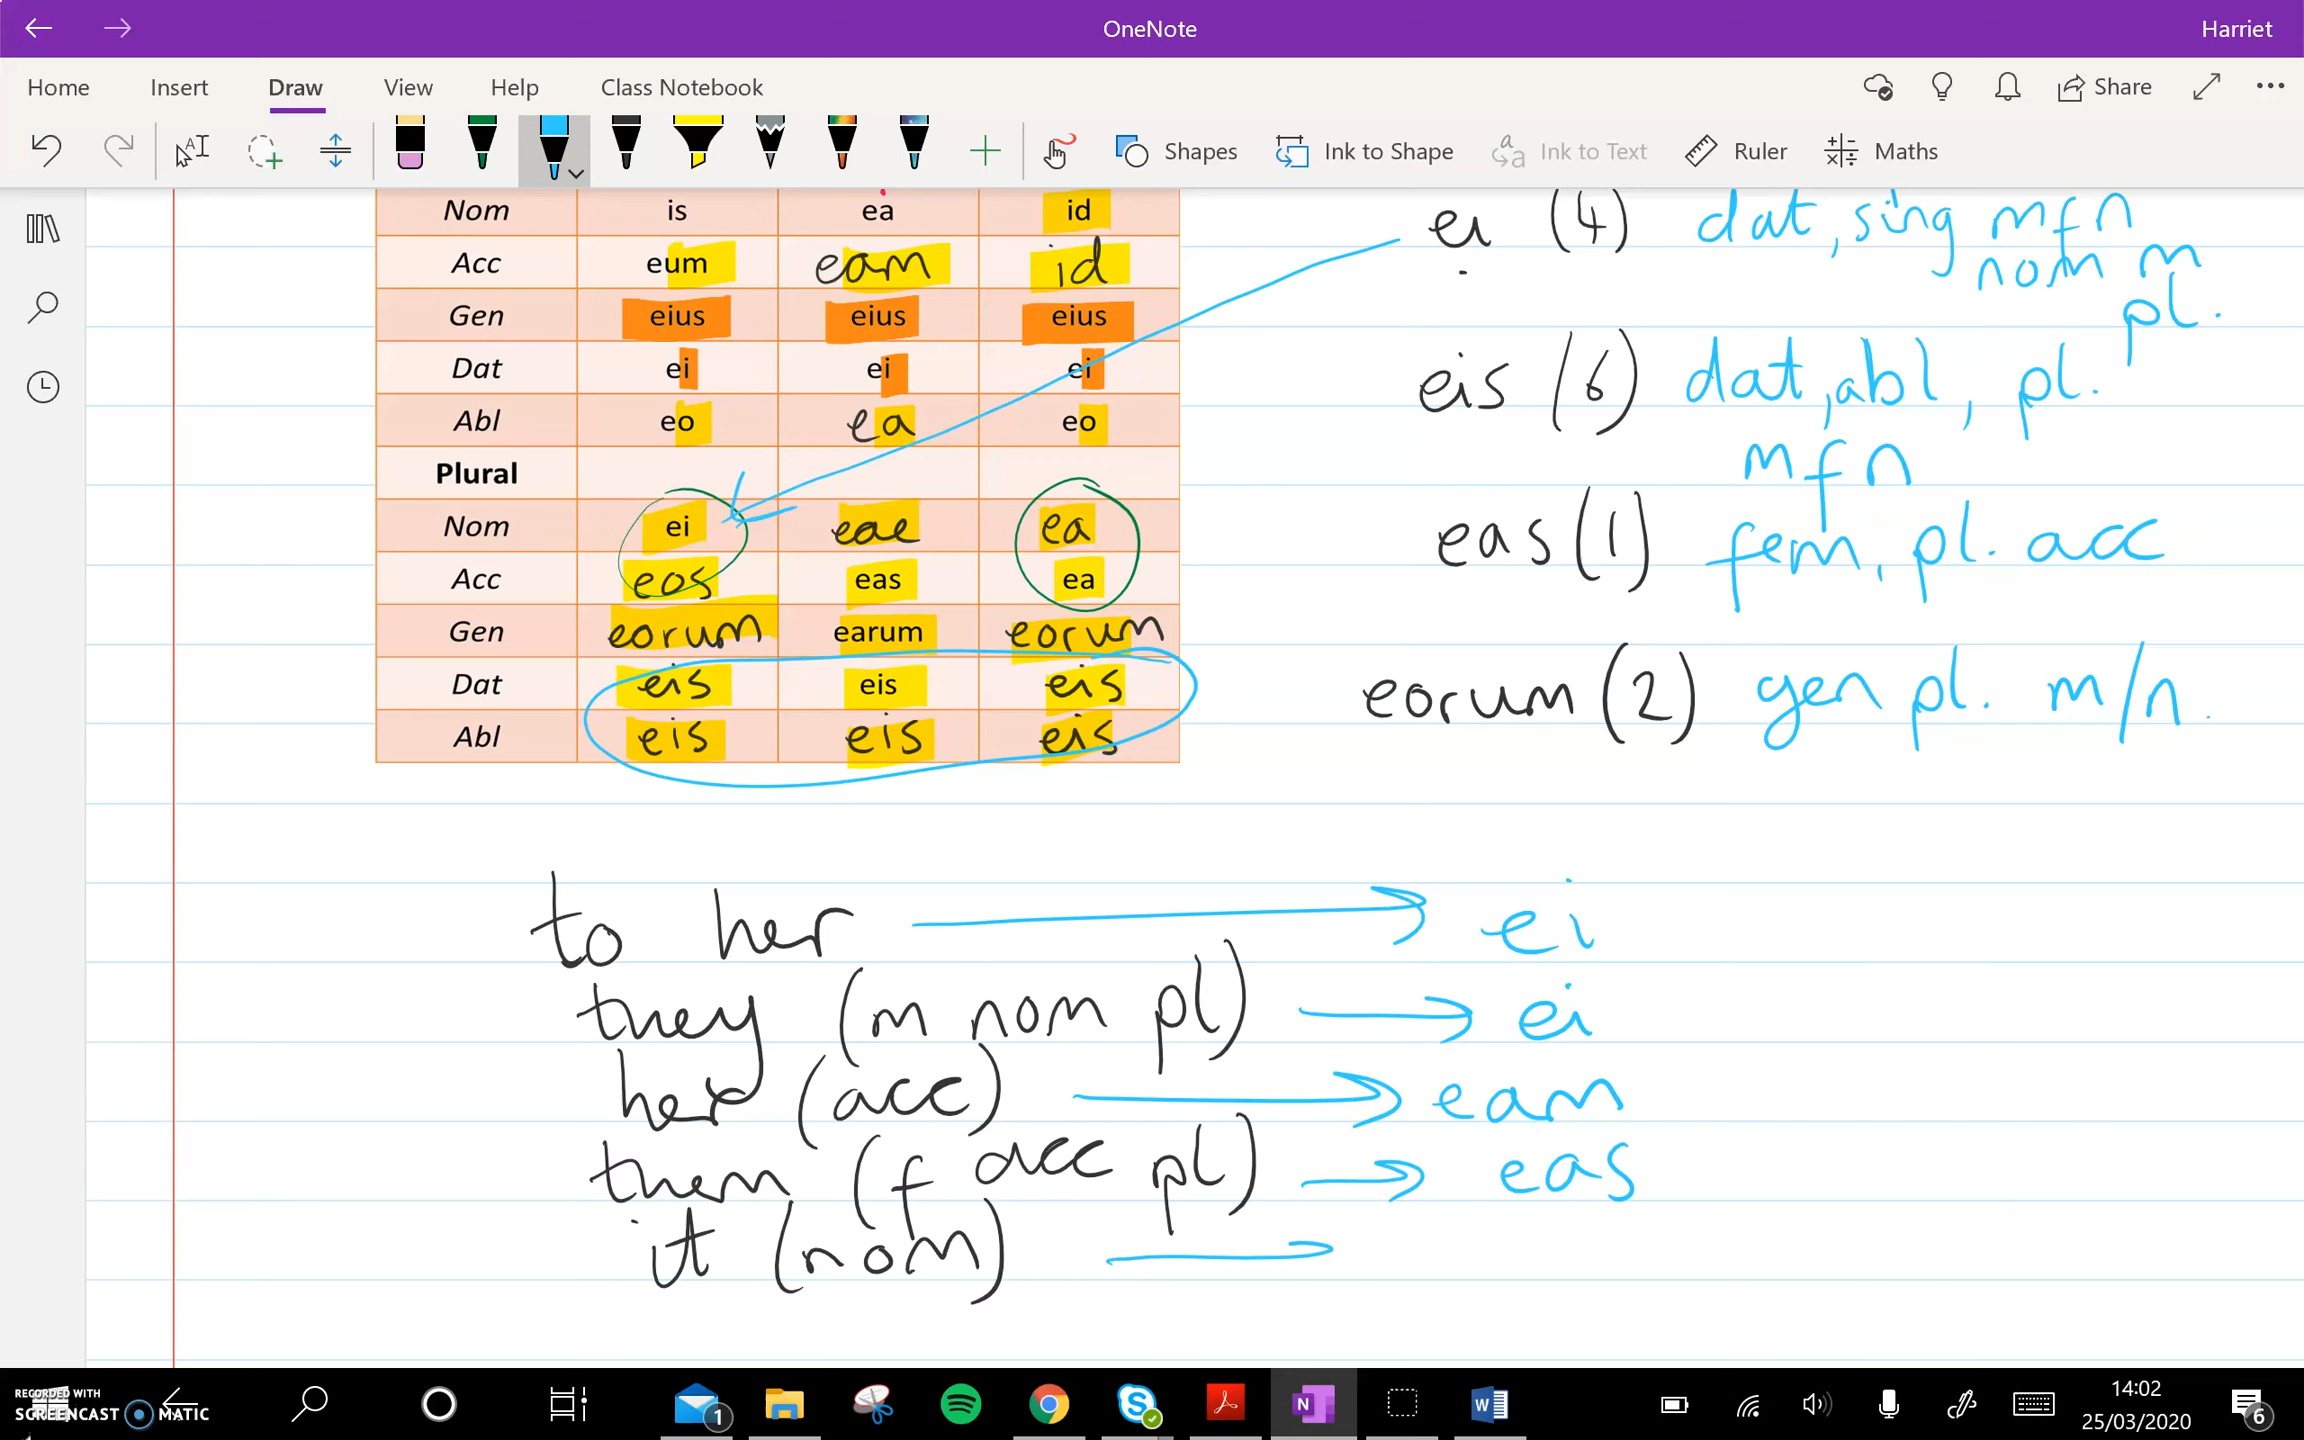 OneNote
Harriet
Home Insert Draw View Help Class Notebook Share
Shapes Ink to Shape Ink to Text Ruler Maths
Nom is ea id
Acc eum eam id
Gen eius eius eius
Dat ei ei ei
Abl eo ea eo
Plural
Nom ei eae ea
Acc eos eas ea
Gen eorum earum eorum
Dat eis eis eis
Abl eis eis eis
ei (4) dat, sing mfn
nom m
pl.
eis (6) dat, abl, pl.
mfn
eas (1) fem, pl. acc
eorum (2) gen pl. m/n.
to her → ei
they (m nom pl) → ei
her (acc) → eam
them (f acc pl) → eas
it (nom) →
RECORDED WITH
SCREENCAST MATIC
1
14:02
25/03/2020
6